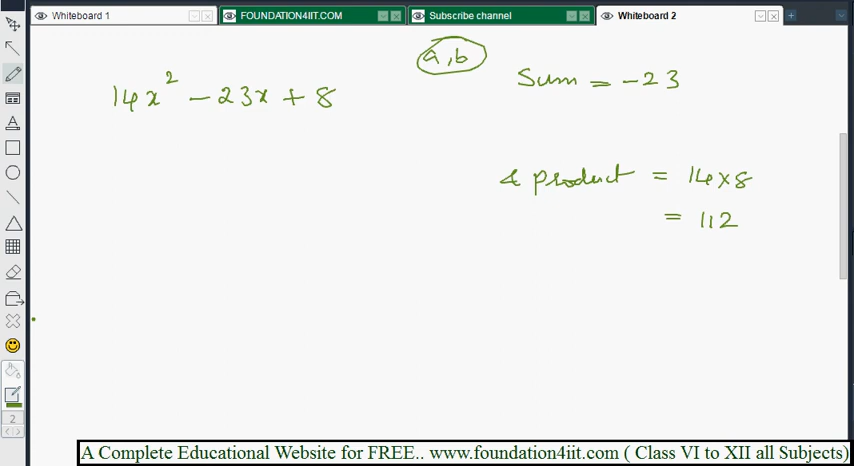 Whiteboard 1
FOUNDATION4IIT.COM
Subscribe channel
Whiteboard 2
a, b
Sum = -23
14x² - 23x + 8
& product = 14×8
= 112
2
A Complete Educational Website for FREE.. www.foundation4iit.com ( Class VI to XII all Subjects)